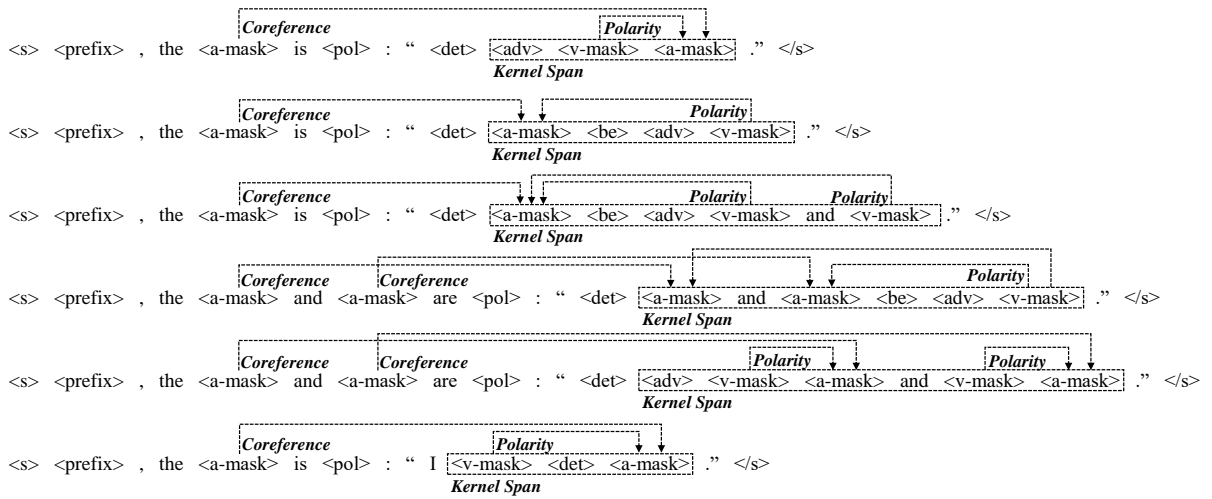 Coreference Polarity
<s> <prefix> , the <a-mask> is <pol> : “ <det> <adv> <v-mask> <a-mask> .” </s>
Kernel Span
Coreference Polarity
<s> <prefix> , the <a-mask> is <pol> : “ <det> <a-mask> <be> <adv> <v-mask> .” </s>
Kernel Span
Coreference Polarity Polarity
<s> <prefix> , the <a-mask> is <pol> : “ <det> <a-mask> <be> <adv> <v-mask> and <v-mask> .” </s>
Kernel Span
Coreference Coreference Polarity
<s> <prefix> , the <a-mask> and <a-mask> are <pol> : “ <det> <a-mask> and <a-mask> <be> <adv> <v-mask> .” </s>
Kernel Span
Coreference Coreference Polarity Polarity
<s> <prefix> , the <a-mask> and <a-mask> are <pol> : “ <det> <adv> <v-mask> <a-mask> and <v-mask> <a-mask> .” </s>
Kernel Span
Coreference Polarity
<s> <prefix> , the <a-mask> is <pol> : “ I <v-mask> <det> <a-mask> .” </s>
Kernel Span